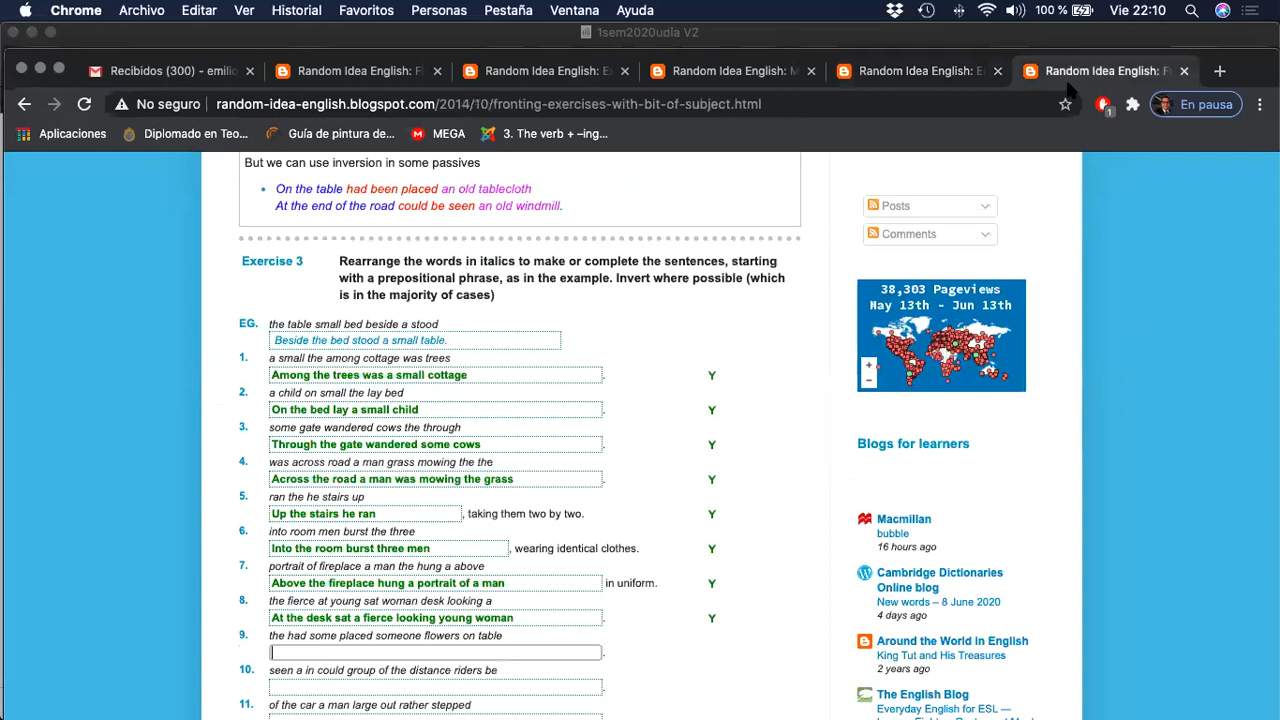 Chrome Archivo Editar Ver Historial Favoritos Personas Pestaña Ventana Ayuda 100 % Vie 22:10
1sem2020udla V2
Recibidos (300) - emilio Random Idea English: F Random Idea English: E Random Idea English: M Random Idea English: E Random Idea English: F
No seguro random-idea-english.blogspot.com/2014/10/fronting-exercises-with-bit-of-subject.html 1 En pausa
Aplicaciones Diplomado en Teo... Guía de pintura de... MEGA 3. The verb + –ing...
But we can use inversion in some passives
On the table had been placed an old tablecloth
At the end of the road could be seen an old windmill.
Posts
Comments
Exercise 3 Rearrange the words in italics to make or complete the sentences, starting
with a prepositional phrase, as in the example. Invert where possible (which
is in the majority of cases)
38,303 Pageviews
May 13th - Jun 13th
+
−
EG. the table small bed beside a stood
Beside the bed stood a small table.
1. a small the among cottage was trees
Among the trees was a small cottage . Y
2. a child on small the lay bed
On the bed lay a small child . Y
3. some gate wandered cows the through
Through the gate wandered some cows . Y
4. was across road a man grass mowing the the
Across the road a man was mowing the grass . Y
5. ran the he stairs up
Up the stairs he ran , taking them two by two. Y
6. into room men burst the three
Into the room burst three men , wearing identical clothes. Y
7. portrait of fireplace a man the hung a above
Above the fireplace hung a portrait of a man in uniform. Y
8. the fierce at young sat woman desk looking a
At the desk sat a fierce looking young woman . Y
9. the had some placed someone flowers on table
.
10. seen a in could group of the distance riders be
.
11. of the car a man large out rather stepped
Blogs for learners
Macmillan
bubble
16 hours ago
Cambridge Dictionaries
Online blog
New words – 8 June 2020
4 days ago
Around the World in English
King Tut and His Treasures
2 years ago
The English Blog
Everyday English for ESL —